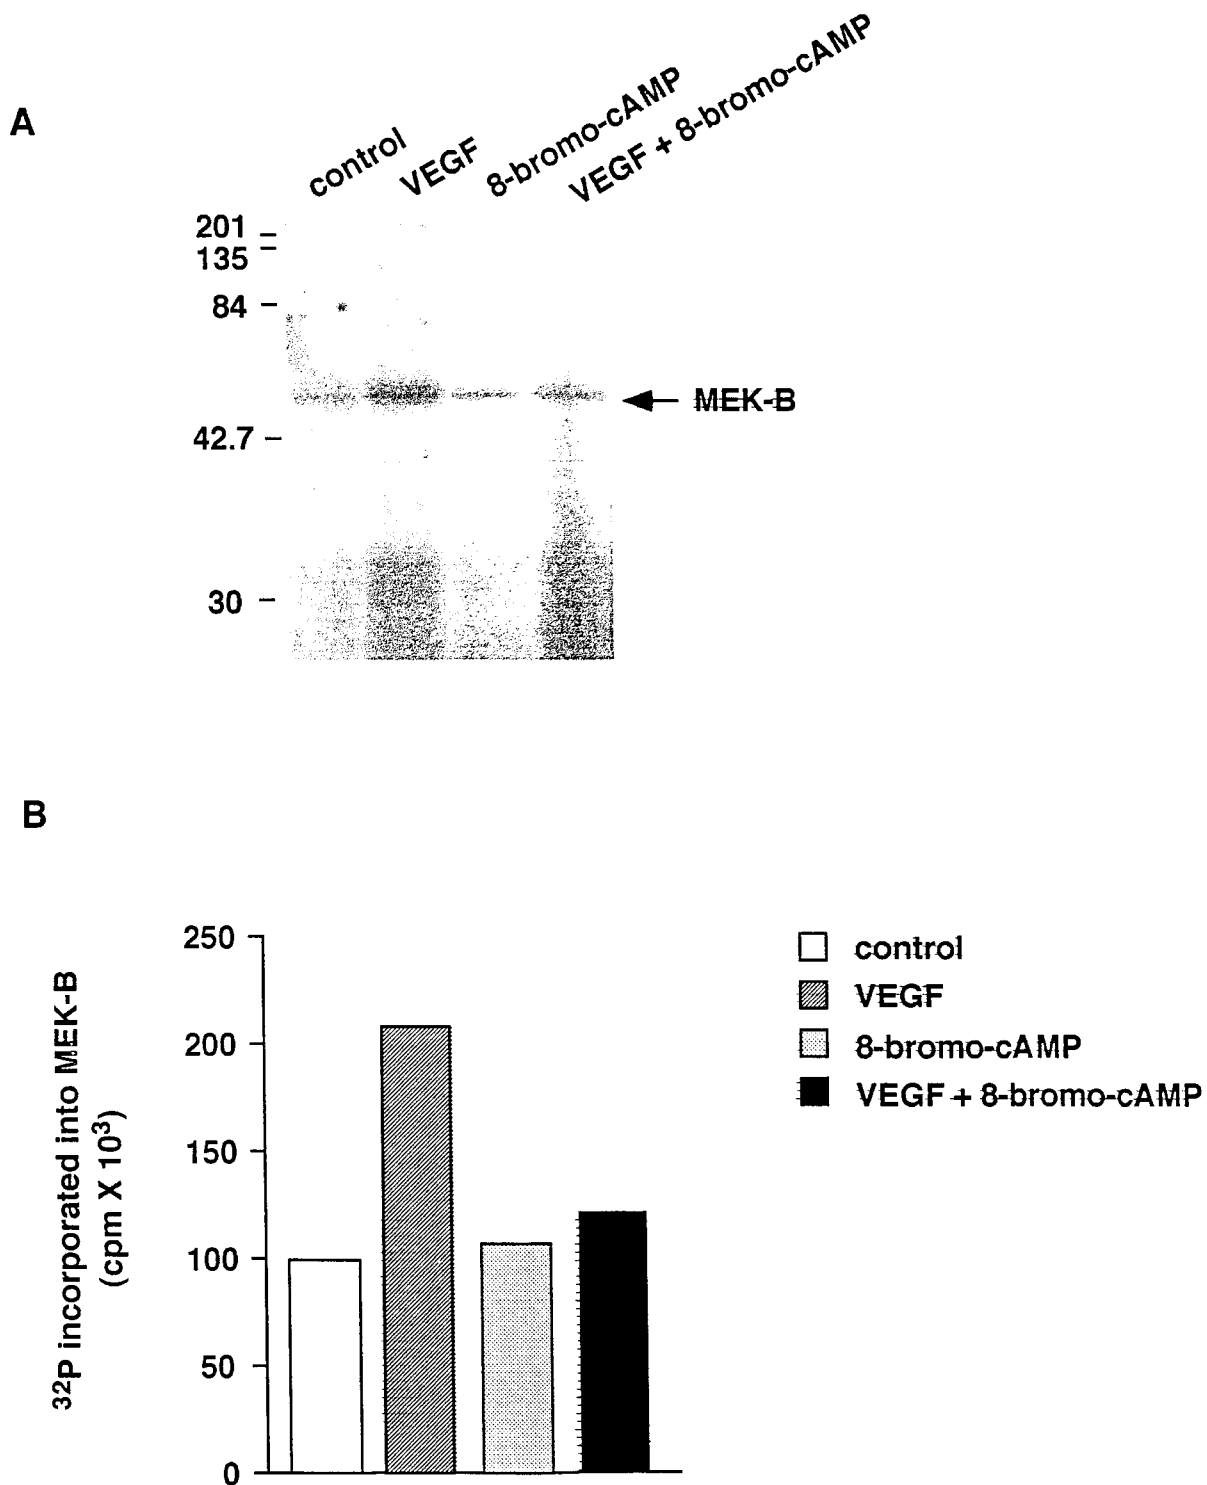 A
control
VEGF
8-bromo-cAMP
VEGF + 8-bromo-cAMP
201
135
84
MEK-B
42.7
30
B
250
200
150
100
50
0
32P incorporated into MEK-B
(cpm X 10³)
control
VEGF
8-bromo-cAMP
VEGF + 8-bromo-cAMP